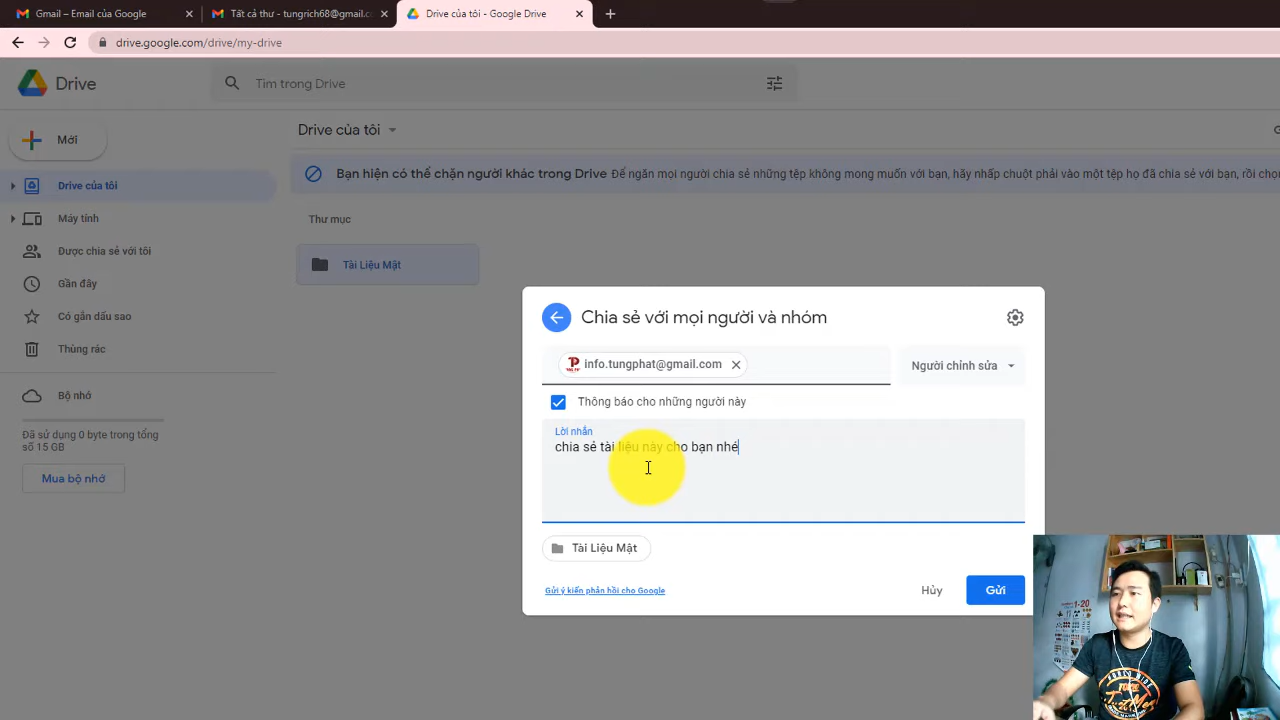 Gmail – Email của Google
Tất cả thư - tungrich68@gmail.c
Drive của tôi - Google Drive
drive.google.com/drive/my-drive
Drive
Tìm trong Drive
Mới
Drive của tôi
Máy tính
Được chia sẻ với tôi
Gần đây
Có gắn dấu sao
Thùng rác
Bộ nhớ
Đã sử dụng 0 byte trong tổng
số 15 GB
Mua bộ nhớ
Drive của tôi
Bạn hiện có thể chặn người khác trong Drive Để ngăn mọi người chia sẻ những tệp không mong muốn với bạn, hãy nhấp chuột phải vào một tệp họ đã chia sẻ với bạn, rồi chọ
Thư mục
Tài Liệu Mật
Chia sẻ với mọi người và nhóm
info.tungphat@gmail.com
Người chỉnh sửa
Thông báo cho những người này
Lời nhắn
chia sẻ tài liệu này cho bạn nhé
Tài Liệu Mật
Gửi ý kiến phản hồi cho Google
Hủy
Gửi
1-20